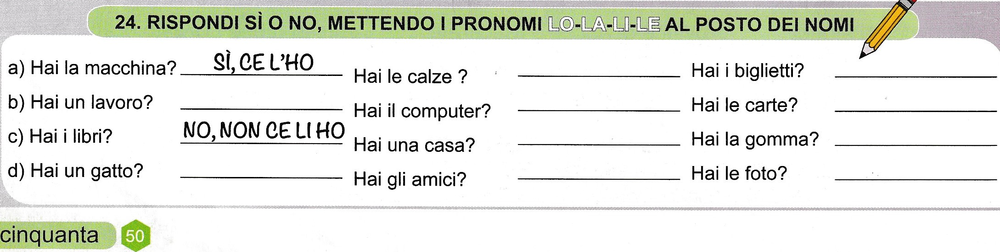 24. RISPONDI SÌ O NO, METTENDO I PRONOMI LO-LA-LI-LE AL POSTO DEI NOMI
a) Hai la macchina? SÌ, CE L'HO
b) Hai un lavoro?
c) Hai i libri? NO, NON CE LI HO
d) Hai un gatto?
Hai le calze ?
Hai il computer?
Hai una casa?
Hai gli amici?
Hai i biglietti?
Hai le carte?
Hai la gomma?
Hai le foto?
cinquanta 50